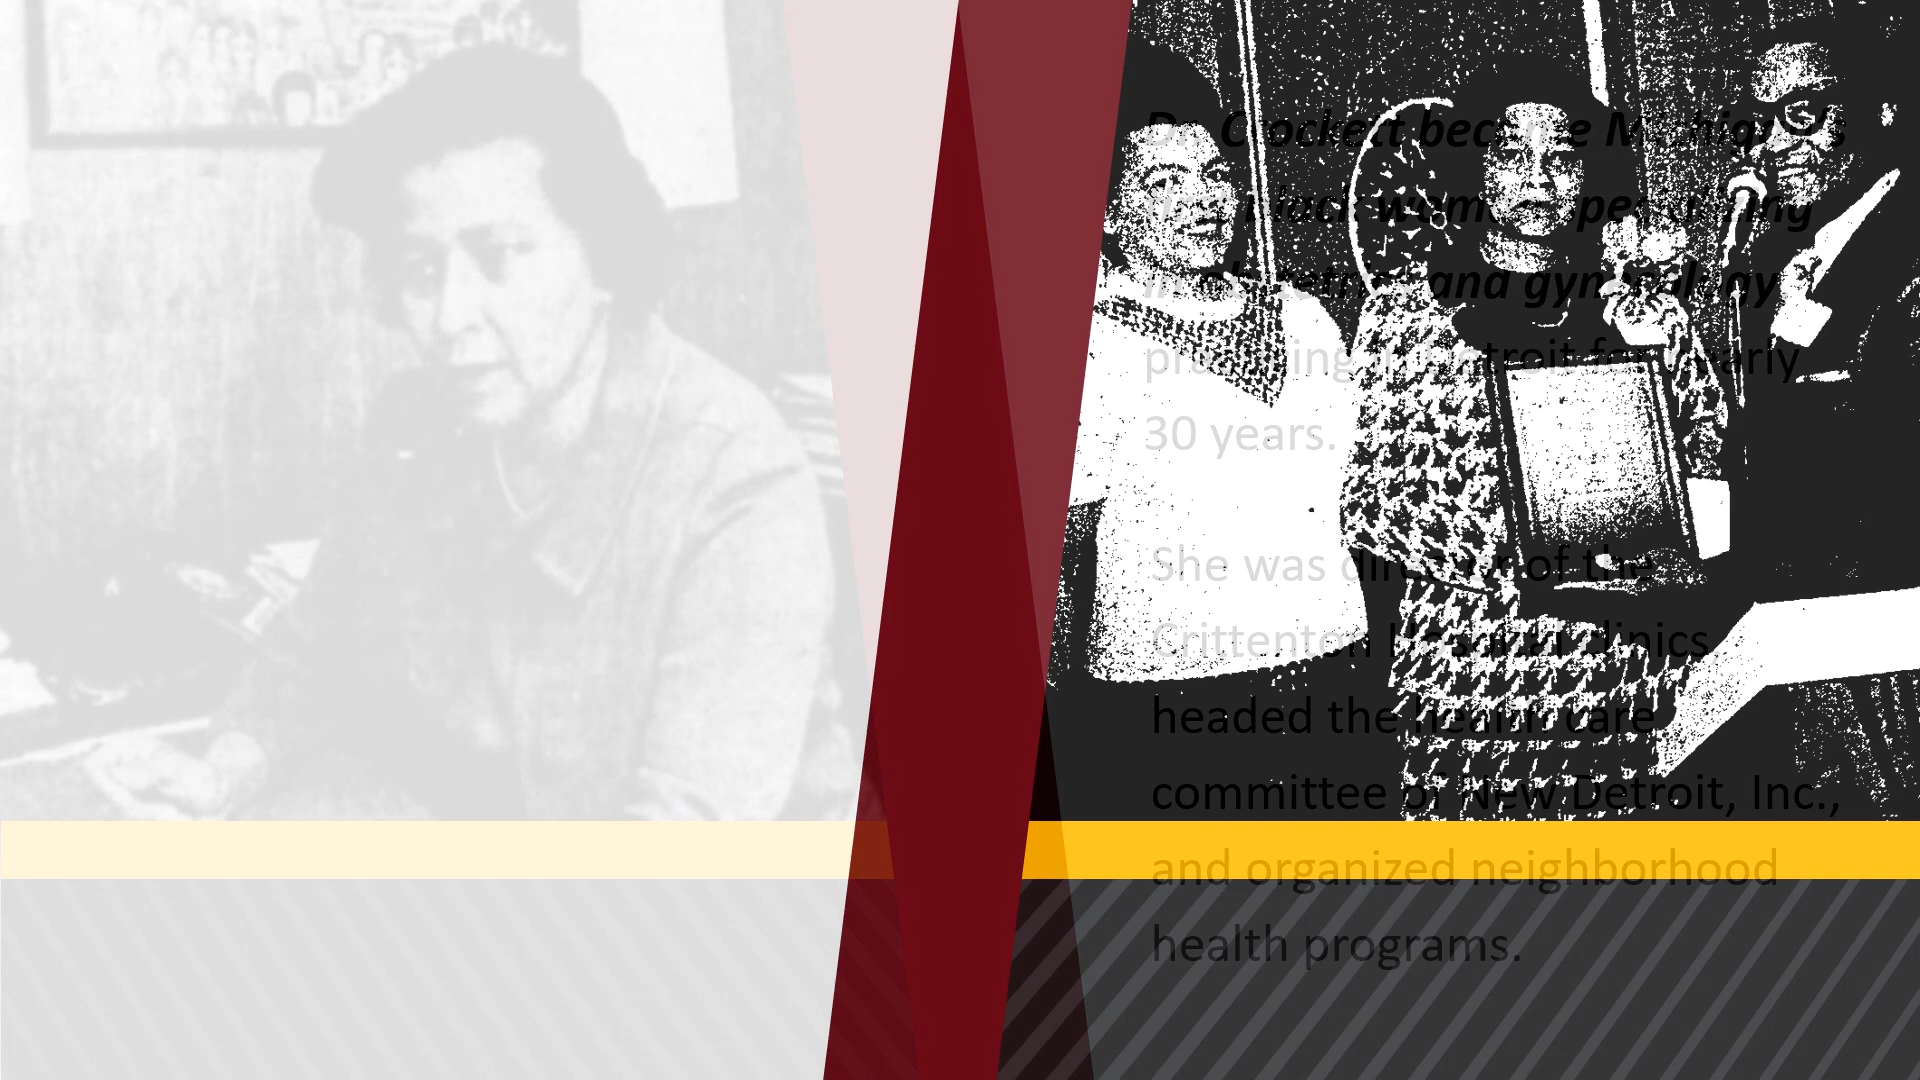 Dr. Crockett became Michigan's
first black woman specializing
in obstetrics and gynecology
practicing in Detroit for nearly
30 years.
She was director of the
Crittenton Hospital clinics,
headed the health care
committee of New Detroit, Inc.,
and organized neighborhood
health programs.